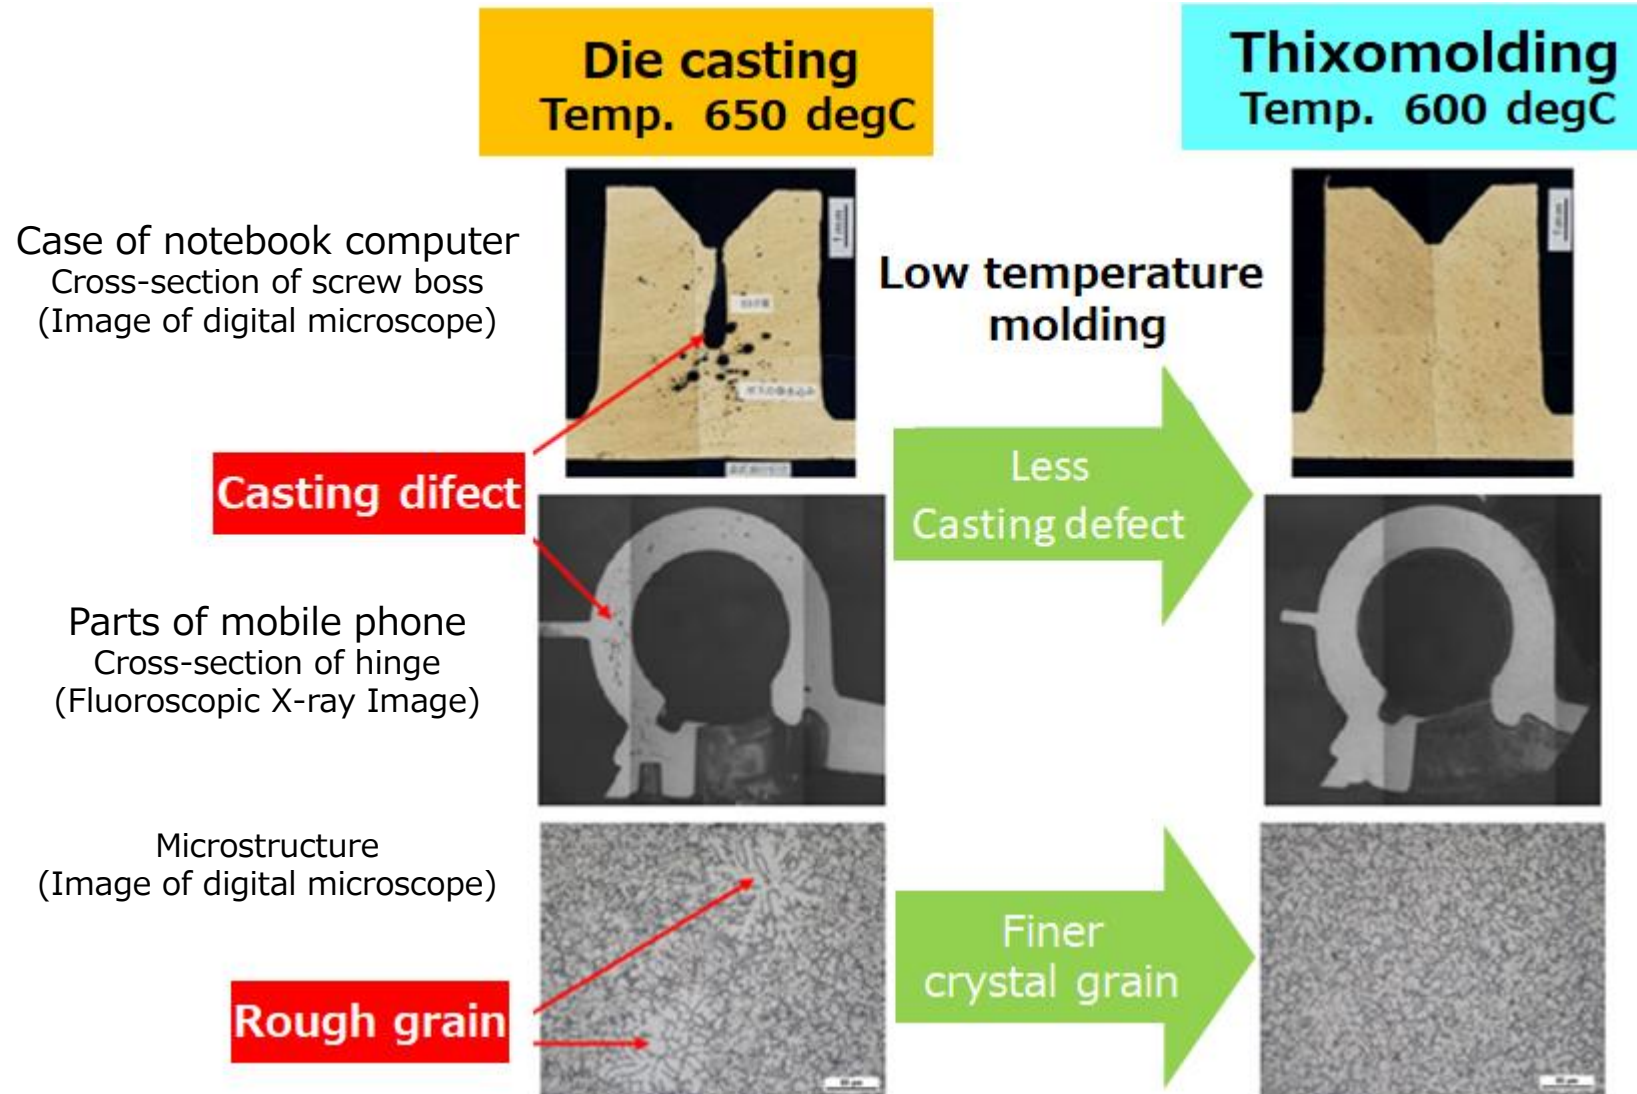 Die casting
Temp. 650 degC
Thixomolding
Temp. 600 degC
Case of notebook computer
Cross-section of screw boss
(Image of digital microscope)
Low temperature
molding
Casting difect
Less
Casting defect
Parts of mobile phone
Cross-section of hinge
(Fluoroscopic X-ray Image)
Microstructure
(Image of digital microscope)
Rough grain
Finer
crystal grain